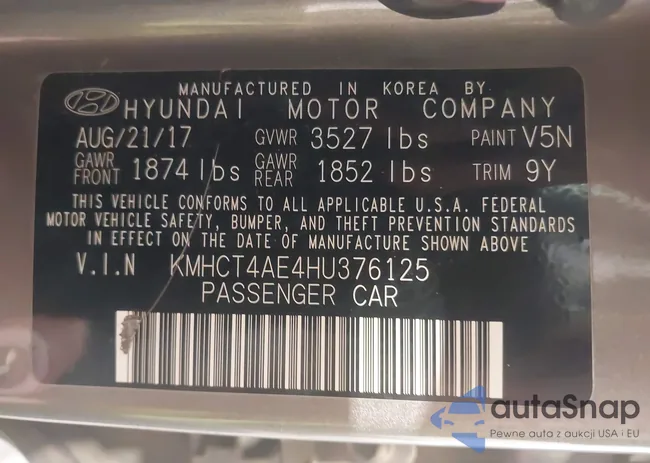 MANUFACTURED IN KOREA BY
HYUNDAI MOTOR COMPANY
AUG/21/17 GVWR 3527 lbs PAINT V5N
GAWR FRONT 1874 lbs GAWR REAR 1852 lbs TRIM 9Y
THIS VEHICLE CONFORMS TO ALL APPLICABLE U.S.A. FEDERAL
MOTOR VEHICLE SAFETY, BUMPER, AND THEFT PREVENTION STANDARDS
IN EFFECT ON THE DATE OF MANUFACTURE SHOWN ABOVE.
V.I.N KMHCT4AE4HU376125
PASSENGER CAR
autaSnap
Pewne auta z aukcji USA i EU